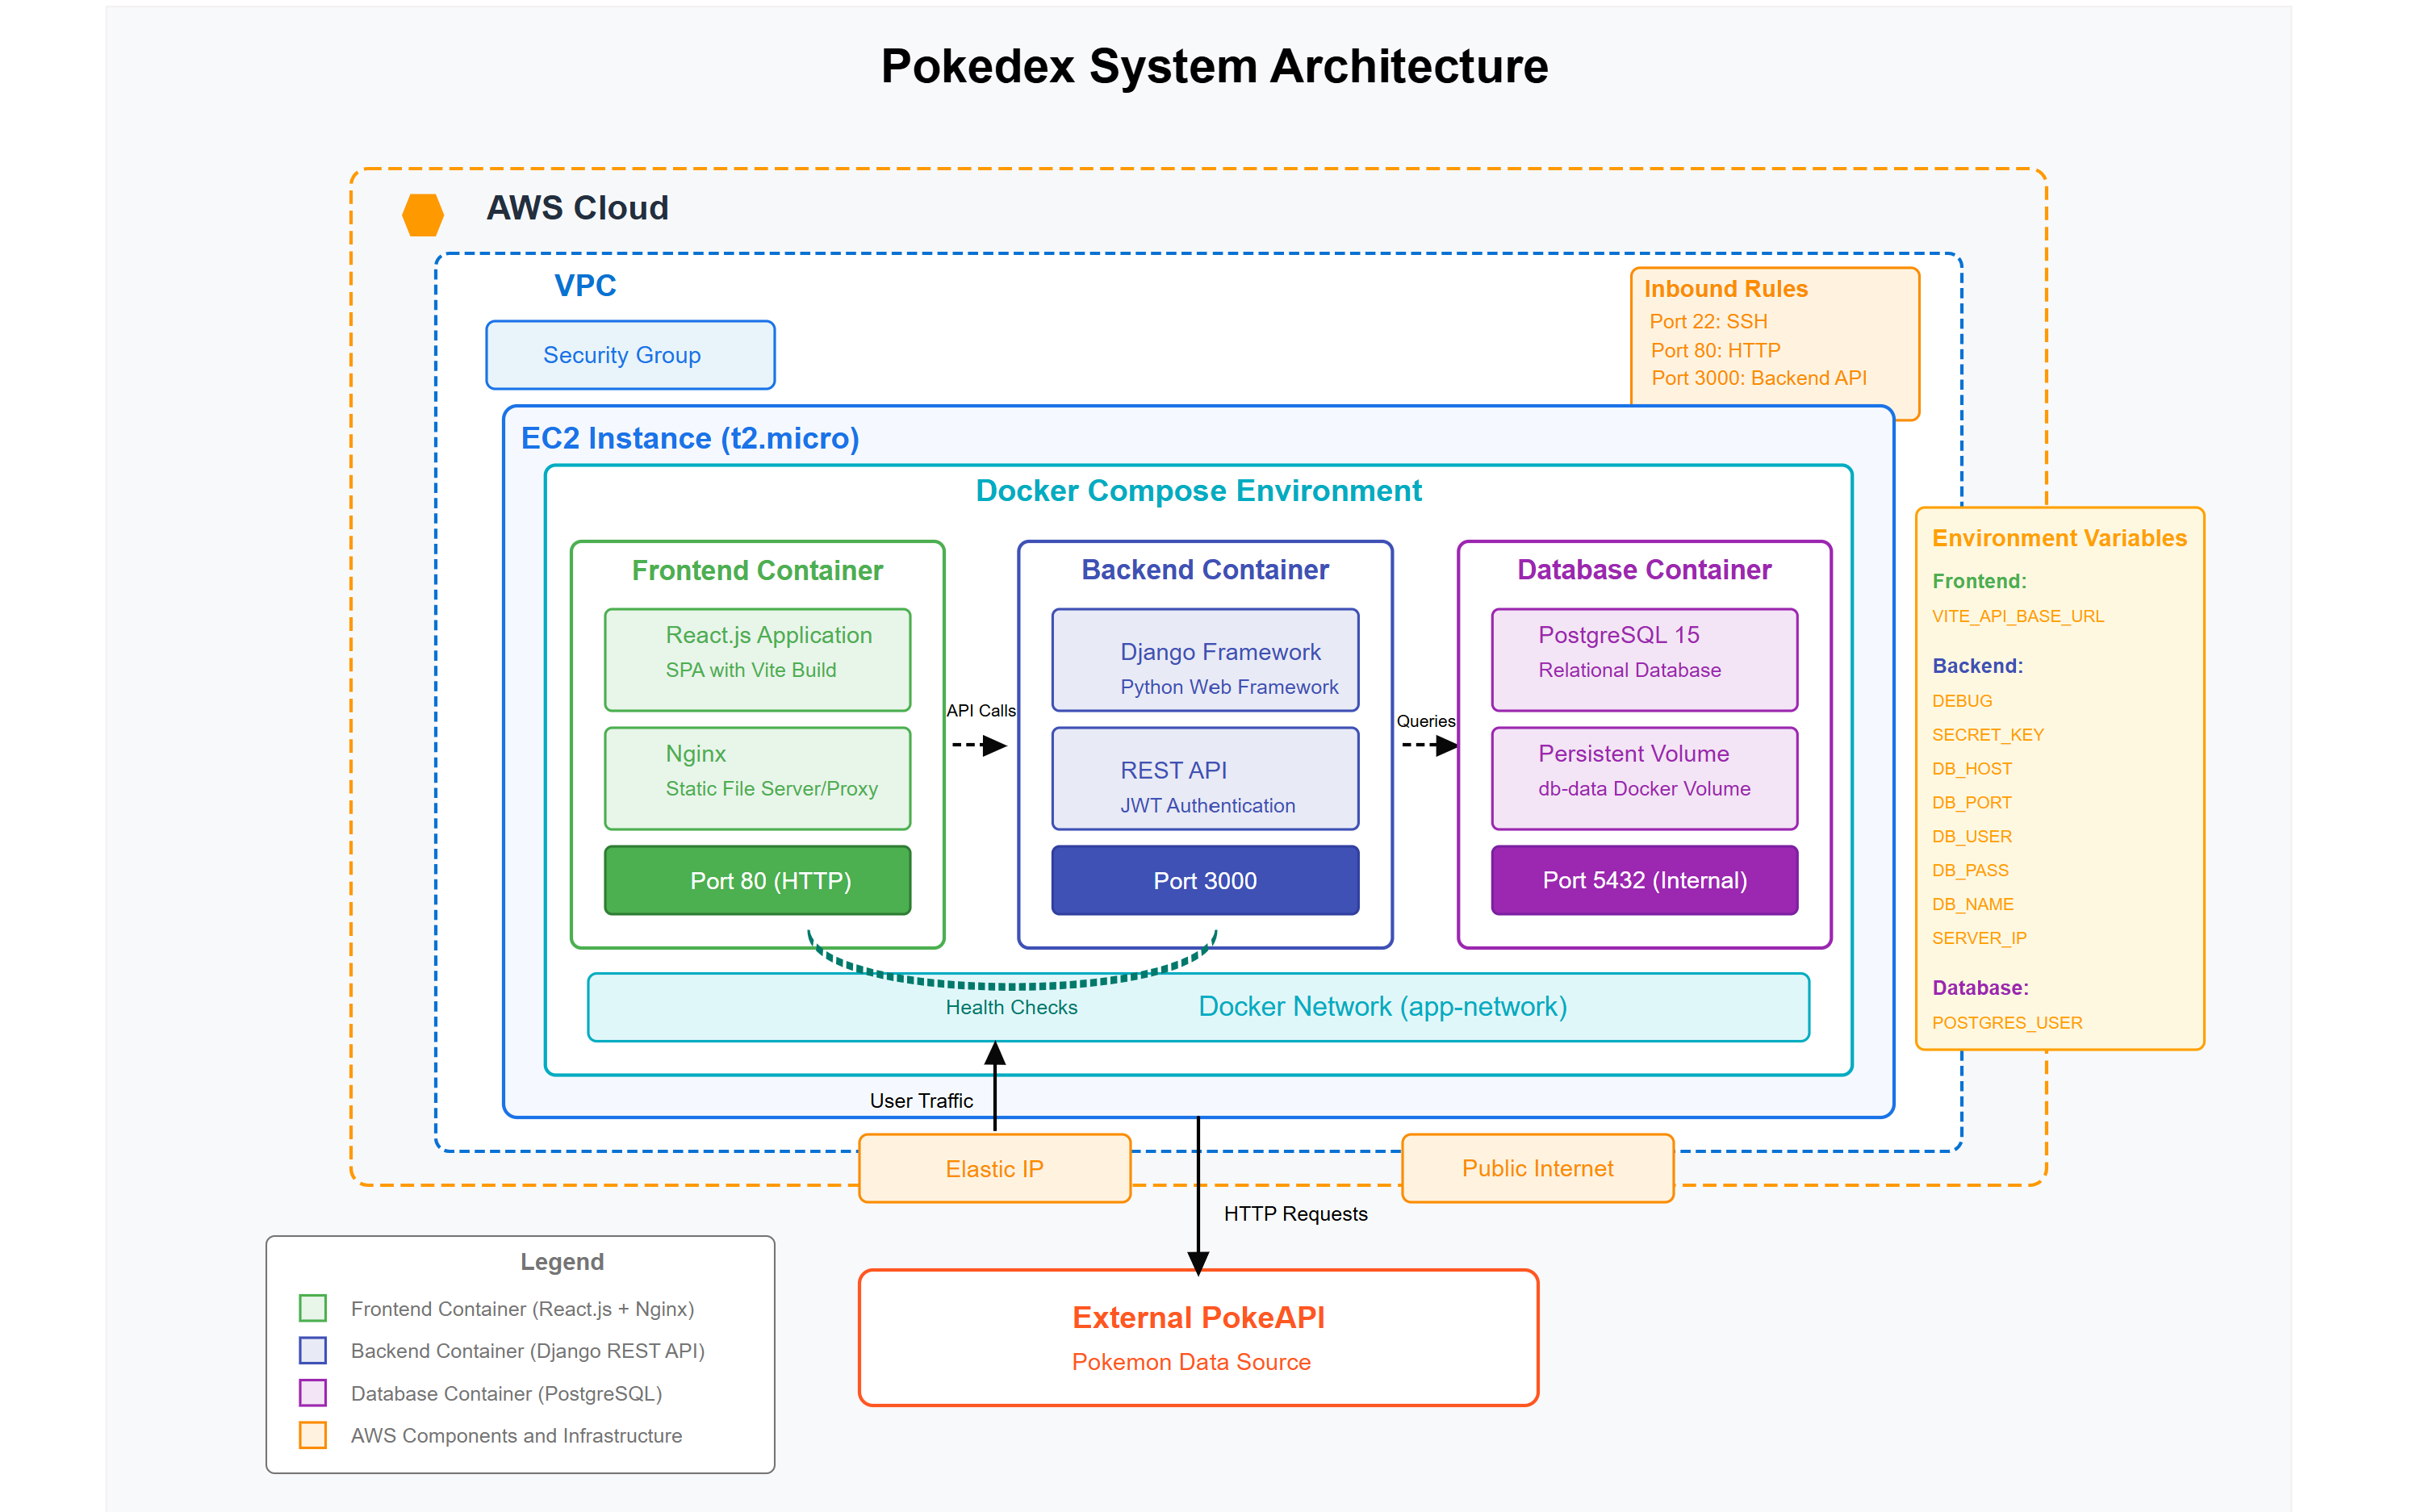 Pokedex System Architecture
AWS Cloud
VPC
Security Group
Inbound Rules
Port 22: SSH
Port 80: HTTP
Port 3000: Backend API
EC2 Instance (t2.micro)
Docker Compose Environment
Frontend Container
React.js Application
SPA with Vite Build
Nginx
Static File Server/Proxy
Port 80 (HTTP)
API Calls
Backend Container
Django Framework
Python Web Framework
REST API
JWT Authentication
Port 3000
Queries
Database Container
PostgreSQL 15
Relational Database
Persistent Volume
db-data Docker Volume
Port 5432 (Internal)
Health Checks
Docker Network (app-network)
Environment Variables
Frontend:
VITE_API_BASE_URL
Backend:
DEBUG
SECRET_KEY
DB_HOST
DB_PORT
DB_USER
DB_PASS
DB_NAME
SERVER_IP
Database:
POSTGRES_USER
User Traffic
Elastic IP
Public Internet
HTTP Requests
External PokeAPI
Pokemon Data Source
Legend
Frontend Container (React.js + Nginx)
Backend Container (Django REST API)
Database Container (PostgreSQL)
AWS Components and Infrastructure